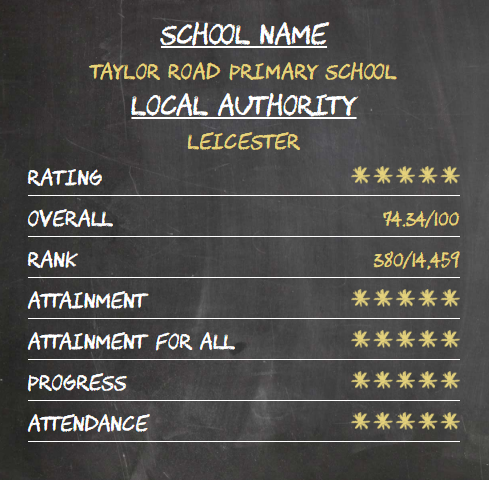 SCHOOL NAME
TAYLOR ROAD PRIMARY SCHOOL
LOCAL AUTHORITY
LEICESTER
RATING ✶✶✶✶✶
OVERALL 74.34/100
RANK 380/14,459
ATTAINMENT ✶✶✶✶✶
ATTAINMENT FOR ALL ✶✶✶✶✶
PROGRESS ✶✶✶✶✶
ATTENDANCE ✶✶✶✶✶